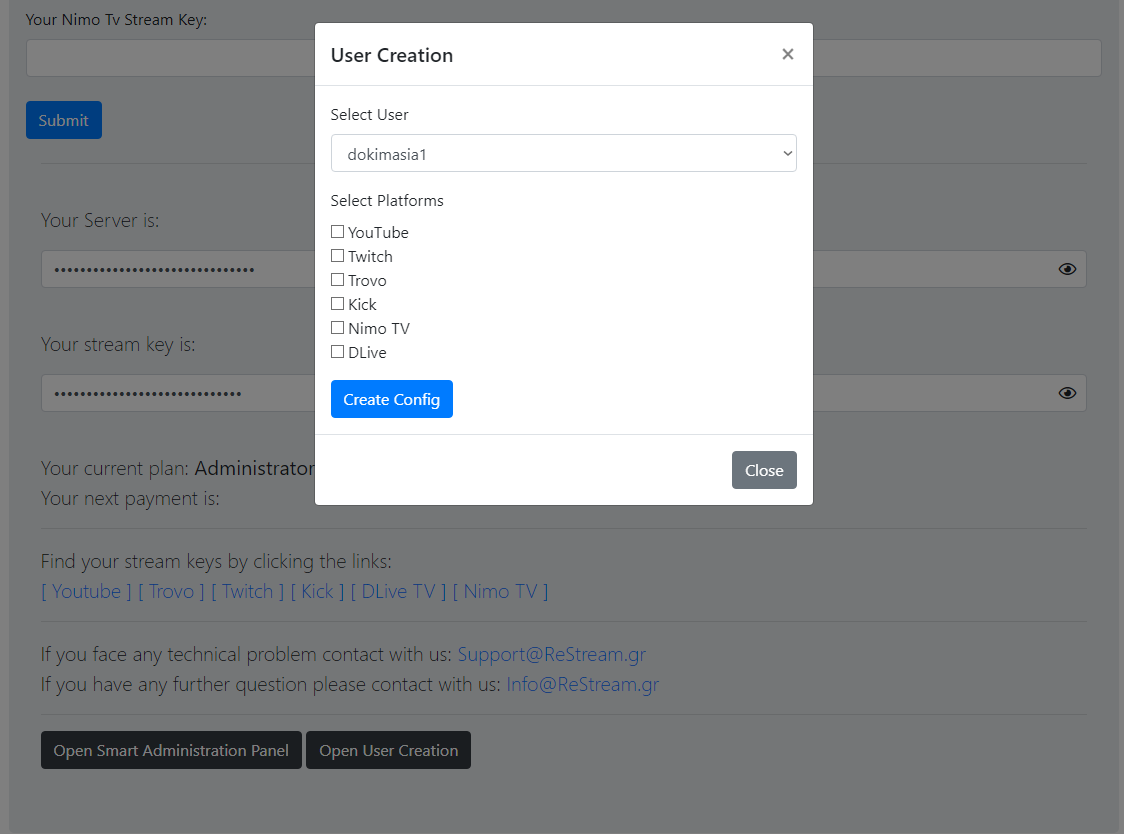 Your Nimo Tv Stream Key:
Submit
Your Server is:
Your stream key is:
Your current plan: Administrator
Your next payment is:
Find your stream keys by clicking the links:
[ Youtube ] [ Trovo ] [ Twitch ] [ Kick ] [ DLive TV ] [ Nimo TV ]
If you face any technical problem contact with us: Support@ReStream.gr
If you have any further question please contact with us: Info@ReStream.gr
Open Smart Administration Panel Open User Creation
User Creation ×
Select User
dokimasia1
Select Platforms
YouTube
Twitch
Trovo
Kick
Nimo TV
DLive
Create Config
Close